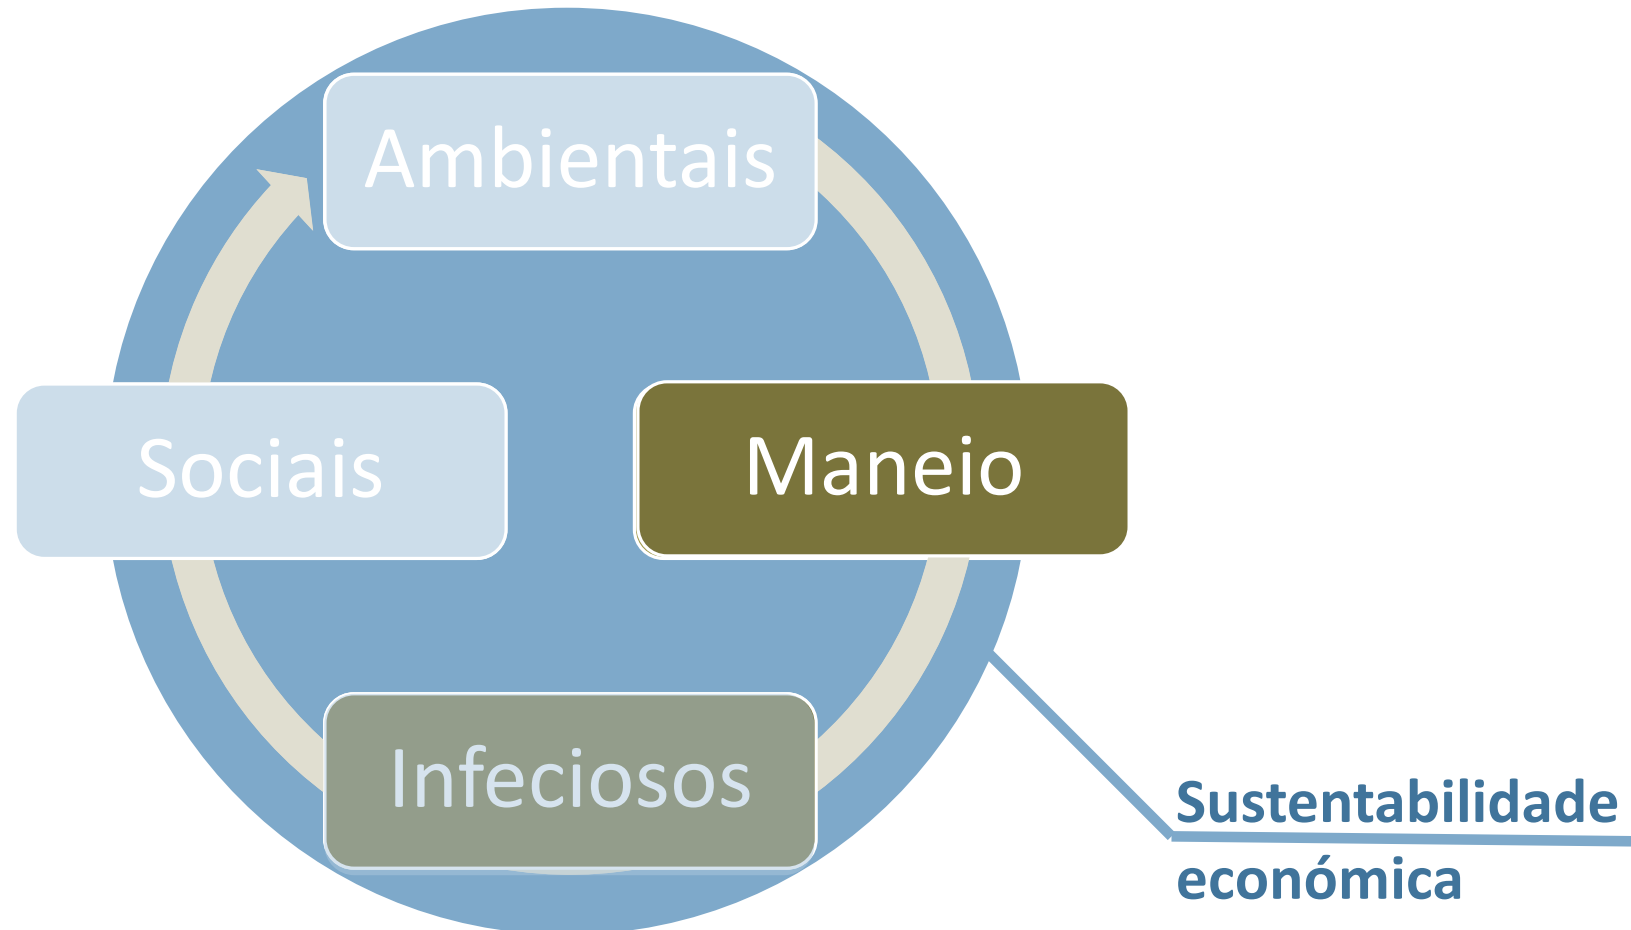 Ambientais
Sociais
Maneio
Infeciosos
Sustentabilidade
económica